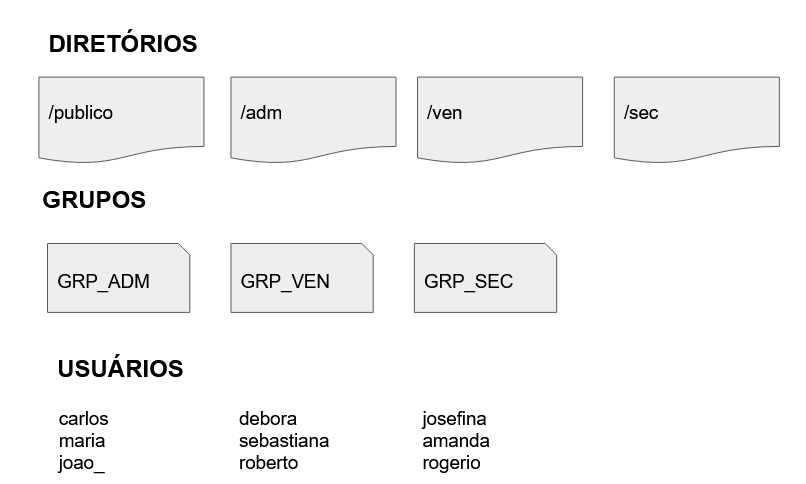 DIRETÓRIOS
/publico
/adm
/ven
/sec
GRUPOS
GRP_ADM
GRP_VEN
GRP_SEC
USUÁRIOS
carlos
maria
joao_
debora
sebastiana
roberto
josefina
amanda
rogerio